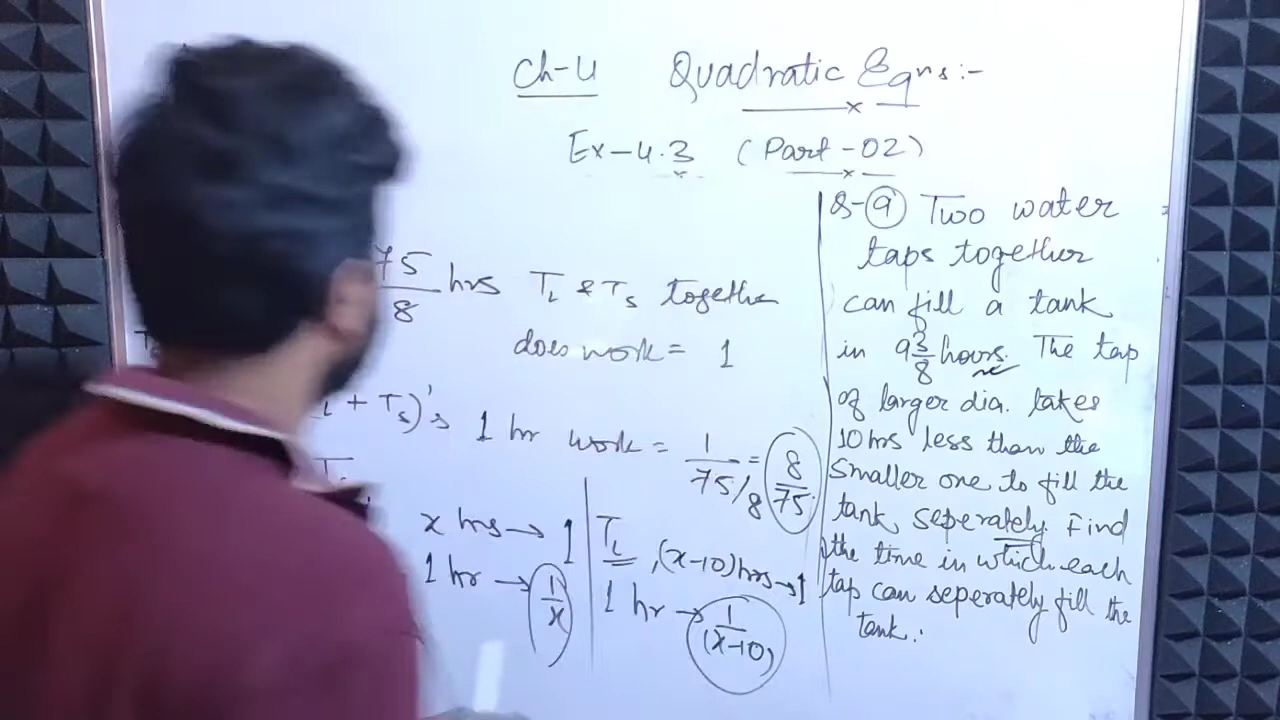 Ch-4 Quadratic Eqns:-
Ex-4.3 (Part-02)
75/8 hrs T_L & T_S together
does work = 1
+ T_S)'s 1 hr work = 1/75/8 = 8/75
x hrs → 1
1 hr → 1/x
T_L, (x-10) hrs → 1
1 hr → 1/(x-10)
Q-9 Two water
taps together
can fill a tank
in 9 3/8 hours. The tap
of larger dia. takes
10 hrs less than the
smaller one to fill the
tank seperately. Find
the time in which each
tap can seperately fill the
tank.